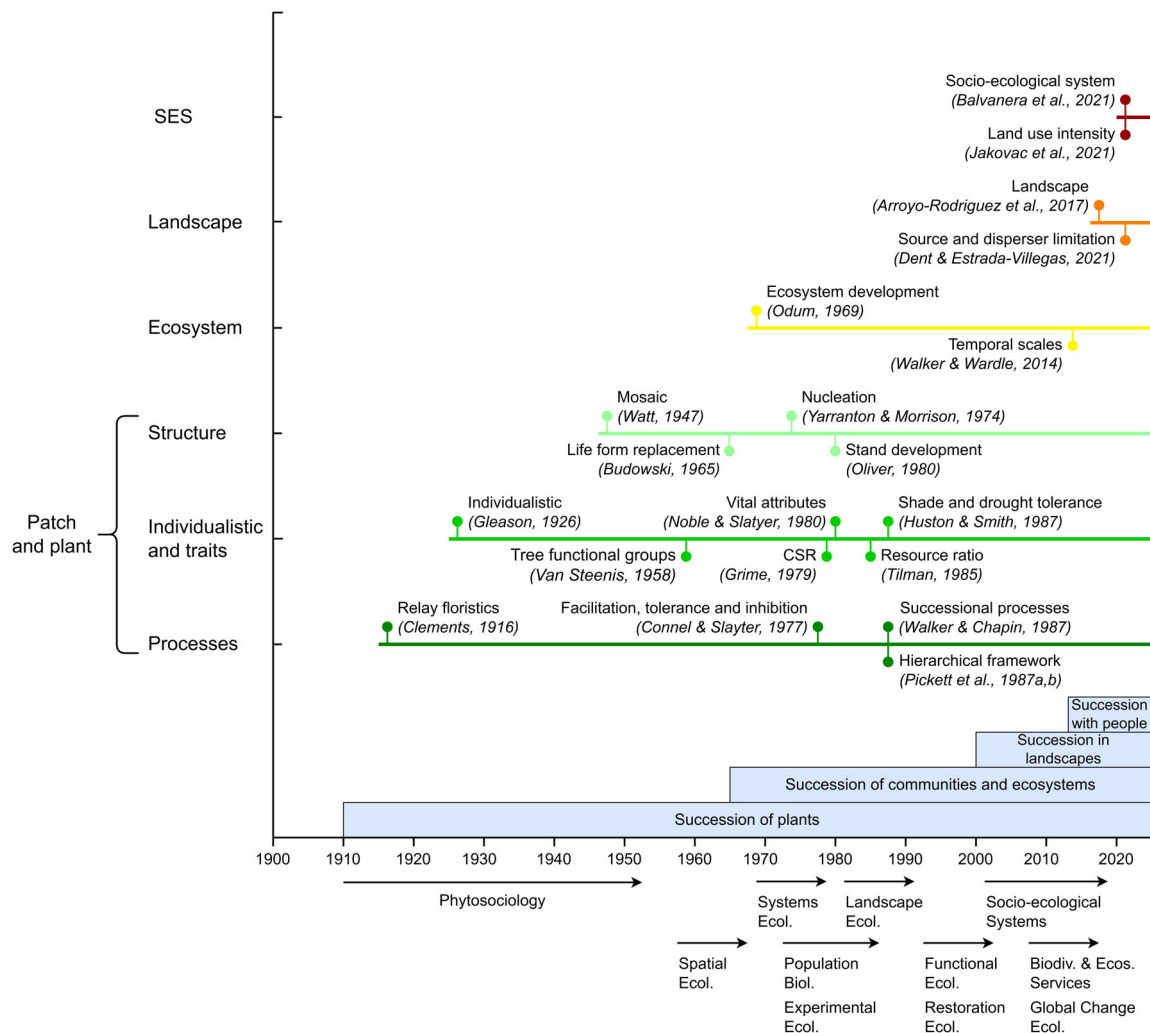 Socio-ecological system
(Balvanera et al., 2021)
SES
Land use intensity
(Jakovac et al., 2021)
Landscape
(Arroyo-Rodriguez et al., 2017)
Landscape
Source and disperser limitation
(Dent & Estrada-Villegas, 2021)
Ecosystem development
(Odum, 1969)
Ecosystem
Temporal scales
(Walker & Wardle, 2014)
Mosaic
(Watt, 1947)
Nucleation
(Yarranton & Morrison, 1974)
Structure
Life form replacement
(Budowski, 1965)
Stand development
(Oliver, 1980)
Patch
and plant
Individualistic
(Gleason, 1926)
Vital attributes
(Noble & Slatyer, 1980)
Shade and drought tolerance
(Huston & Smith, 1987)
Individualistic
and traits
Tree functional groups
(Van Steenis, 1958)
CSR
(Grime, 1979)
Resource ratio
(Tilman, 1985)
Relay floristics
(Clements, 1916)
Facilitation, tolerance and inhibition
(Connel & Slayter, 1977)
Successional processes
(Walker & Chapin, 1987)
Processes
Hierarchical framework
(Pickett et al., 1987a,b)
Succession
with people
Succession in
landscapes
Succession of communities and ecosystems
Succession of plants
1900 1910 1920 1930 1940 1950 1960 1970 1980 1990 2000 2010 2020
Phytosociology
Systems
Ecol.
Landscape
Ecol.
Socio-ecological
Systems
Spatial
Ecol.
Population
Biol.
Experimental
Ecol.
Functional
Ecol.
Restoration
Ecol.
Biodiv. & Ecos.
Services
Global Change
Ecol.